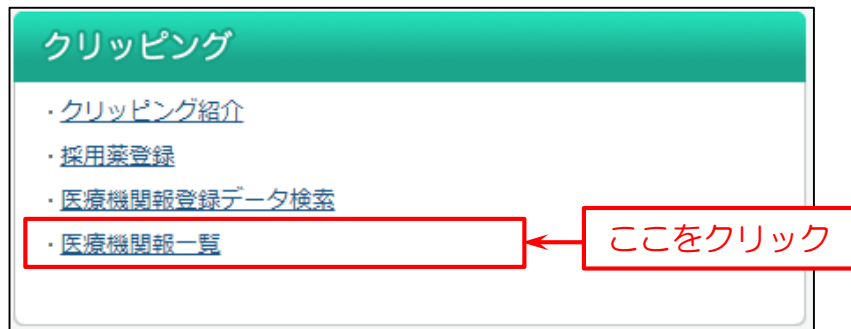 クリッピング
・クリッピング紹介
・採用薬登録
・医療機関報登録データ検索
・医療機関報一覧
ここをクリック